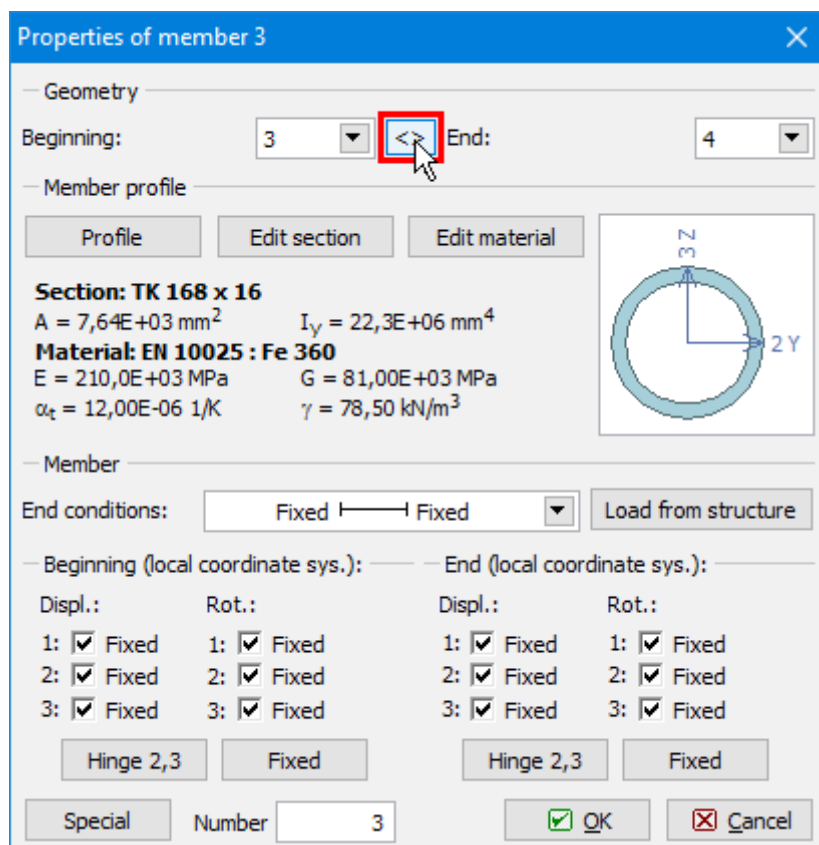 Properties of member 3
Geometry
Beginning: 3 <> End: 4
Member profile
Profile Edit section Edit material
3 Z
2 Y
Section: TK 168 x 16
A = 7,64E+03 mm² I_y = 22,3E+06 mm⁴
Material: EN 10025 : Fe 360
E = 210,0E+03 MPa G = 81,00E+03 MPa
αt = 12,00E-06 1/K γ = 78,50 kN/m³
Member
End conditions: Fixed Fixed Load from structure
Beginning (local coordinate sys.): End (local coordinate sys.):
Displ.: Rot.: Displ.: Rot.:
1: Fixed 1: Fixed 1: Fixed 1: Fixed
2: Fixed 2: Fixed 2: Fixed 2: Fixed
3: Fixed 3: Fixed 3: Fixed 3: Fixed
Hinge 2,3 Fixed Hinge 2,3 Fixed
Special Number 3 OK Cancel